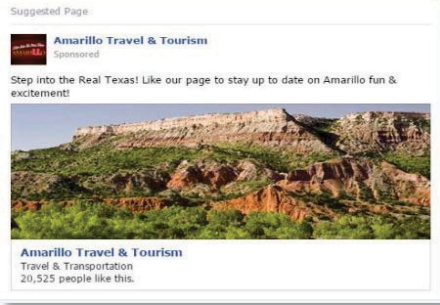 Suggested Page
Amarillo Travel & Tourism
Sponsored
Step into the Real Texas! Like our page to stay up to date on Amarillo fun &
excitement!
Amarillo Travel & Tourism
Travel & Transportation
20,525 people like this.